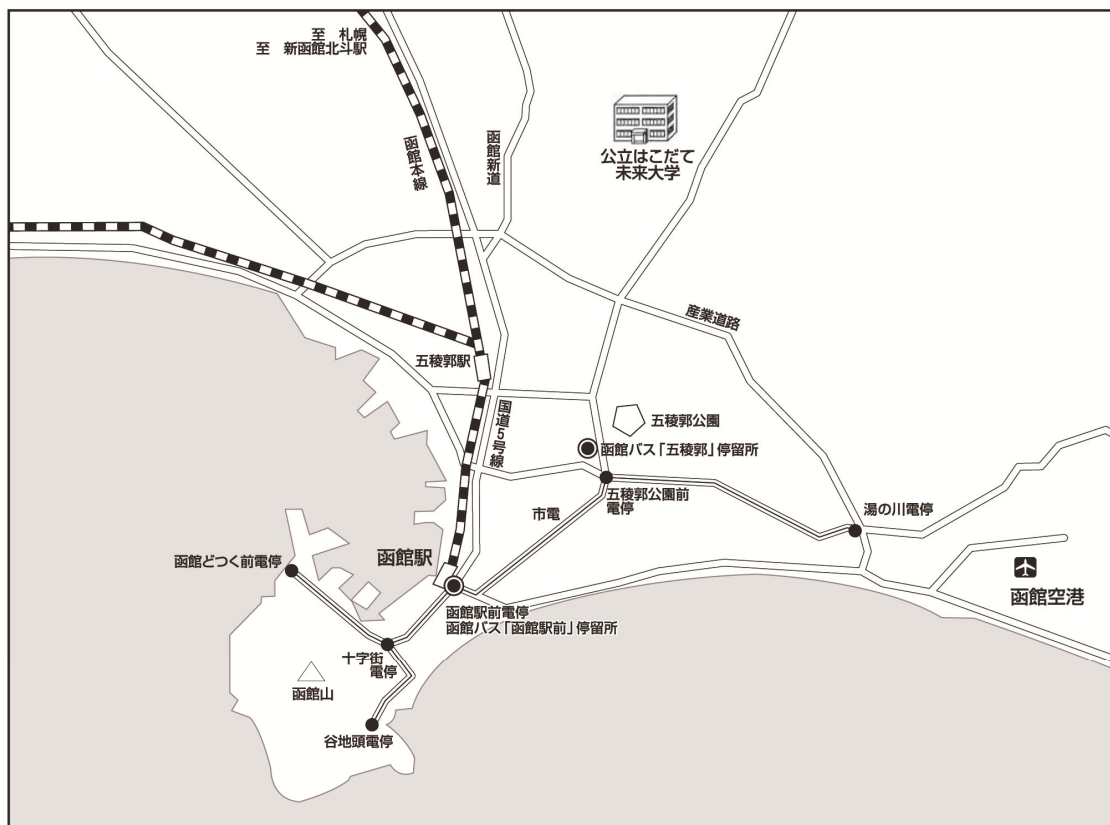 至　札幌
至　新函館北斗駅
函館本線
函館新道
公立はこだて
未来大学
産業道路
五稜郭駅
国道5号線
五稜郭公園
函館バス「五稜郭」停留所
五稜郭公園前
電停
市電
湯の川電停
函館どつく前電停
函館駅
函館空港
函館駅前電停
函館バス「函館駅前」停留所
十字街
電停
函館山
谷地頭電停